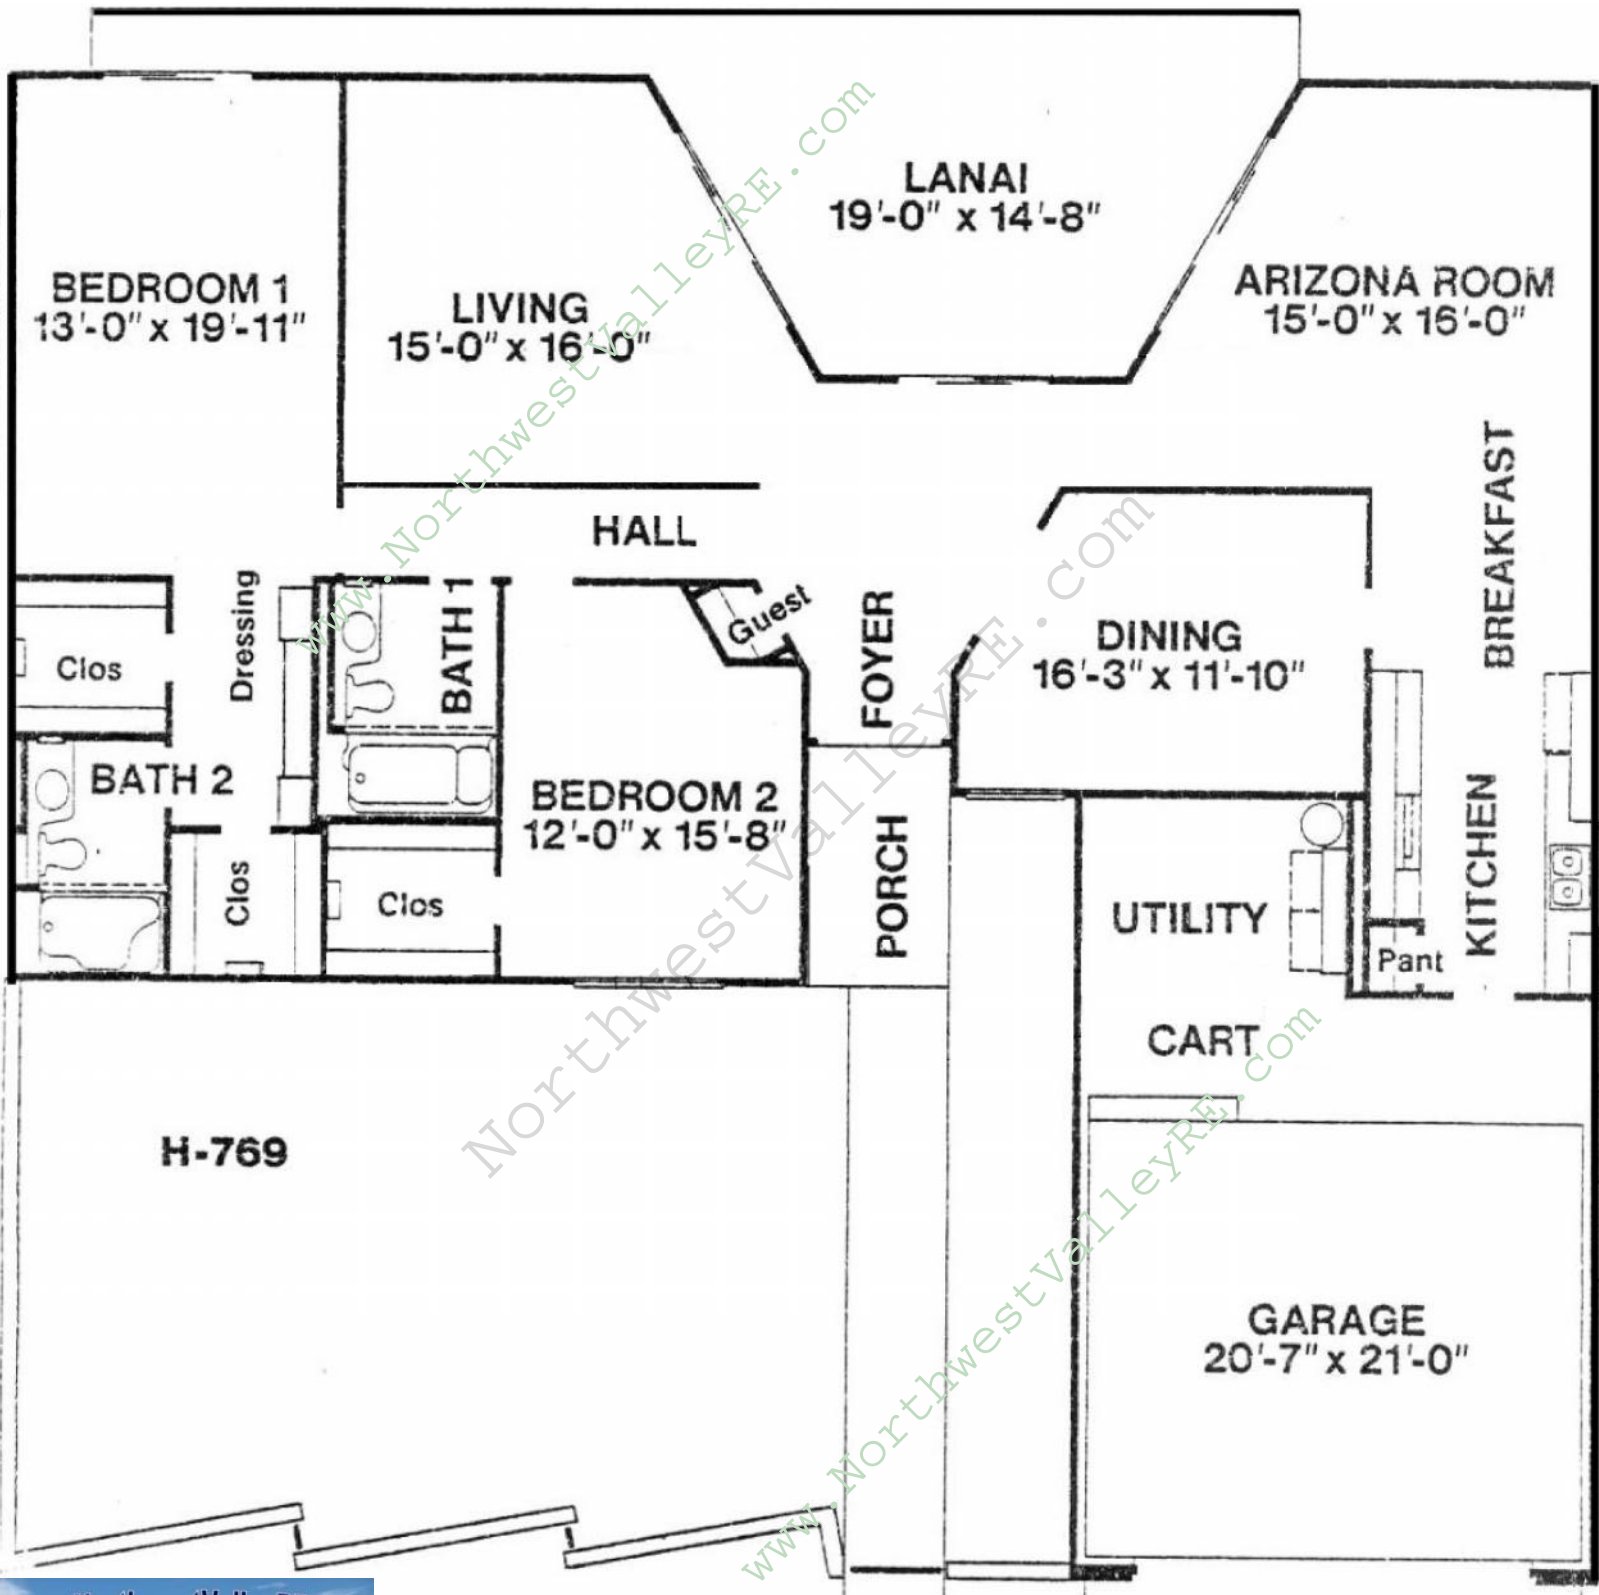 LANAI
19'-0" x 14'-8"
BEDROOM 1
13'-0" x 19'-11"
LIVING
15'-0" x 16'-0"
ARIZONA ROOM
15'-0" x 16'-0"
HALL
BREAKFAST
Dressing
Clos
BATH 1
Guest
FOYER
DINING
16'-3" x 11'-10"
BATH 2
BEDROOM 2
12'-0" x 15'-8"
Clos
Clos
PORCH
UTILITY
KITCHEN
Pant
CART
H-769
GARAGE
20'-7" x 21'-0"
www.NorthwestValleyRE.com
NorthwestValleyRE.com
www.NorthwestValleyRE.com